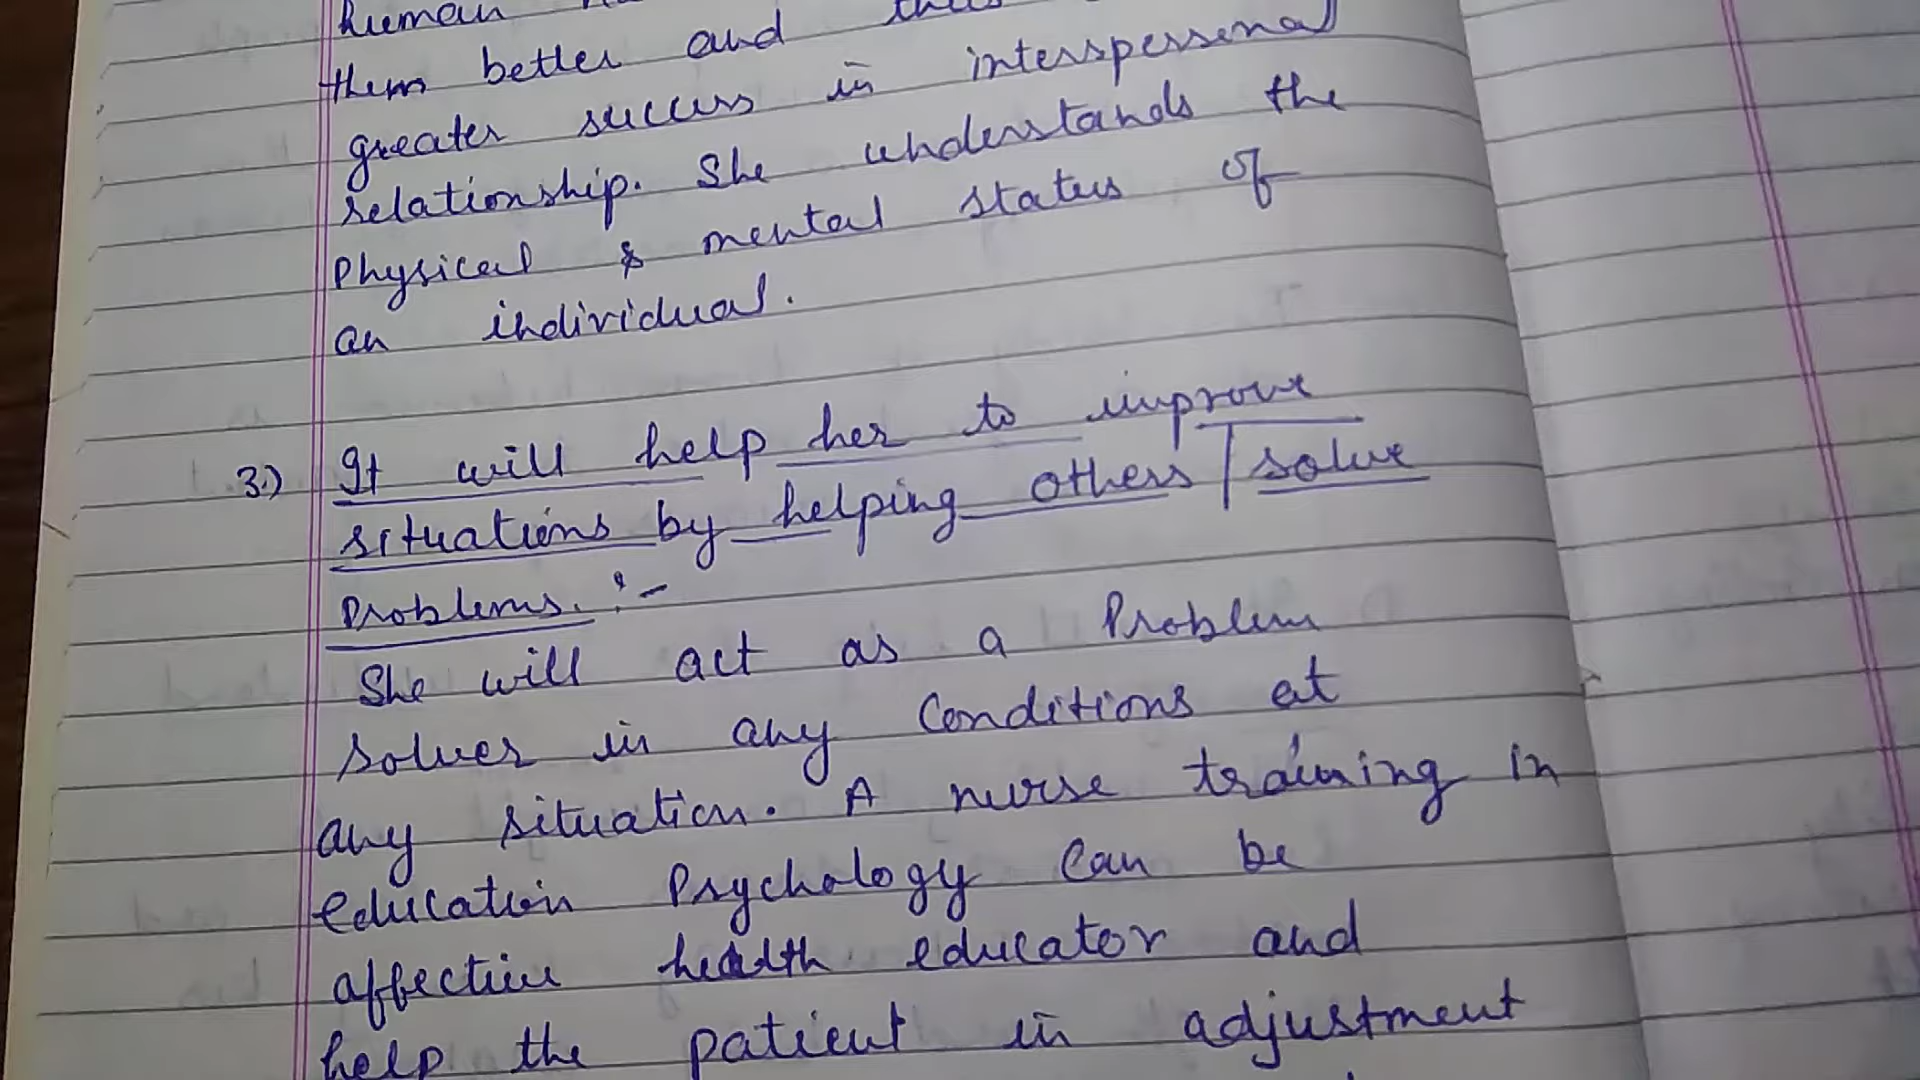 human
them better and
greater success in interspersonal
relationship. She understands the
Physical & mental status of
an individual.
3.) It will help her to improve
situations by helping others / solve
Problems. :-
She will act as a Problem
solver in any Conditions at
any situation. A nurse training in
education Psychology can be
affective health educator and
help the patient in adjustment